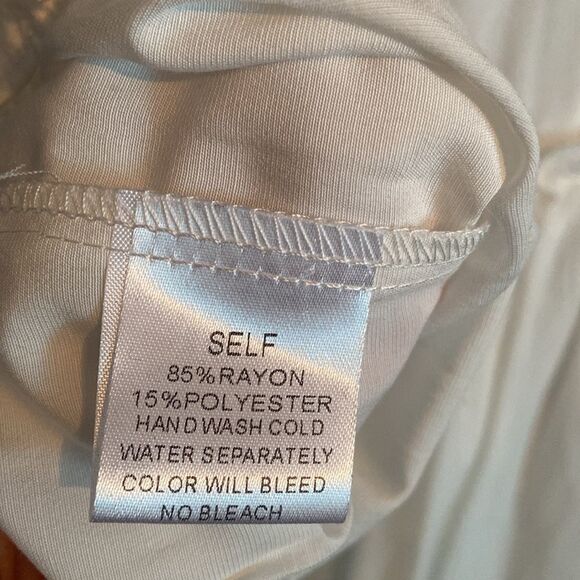 SELF
85%RAYON
15%POLYESTER
HAND WASH COLD
WATER SEPARATELY
COLOR WILL BLEED
NO BLEACH